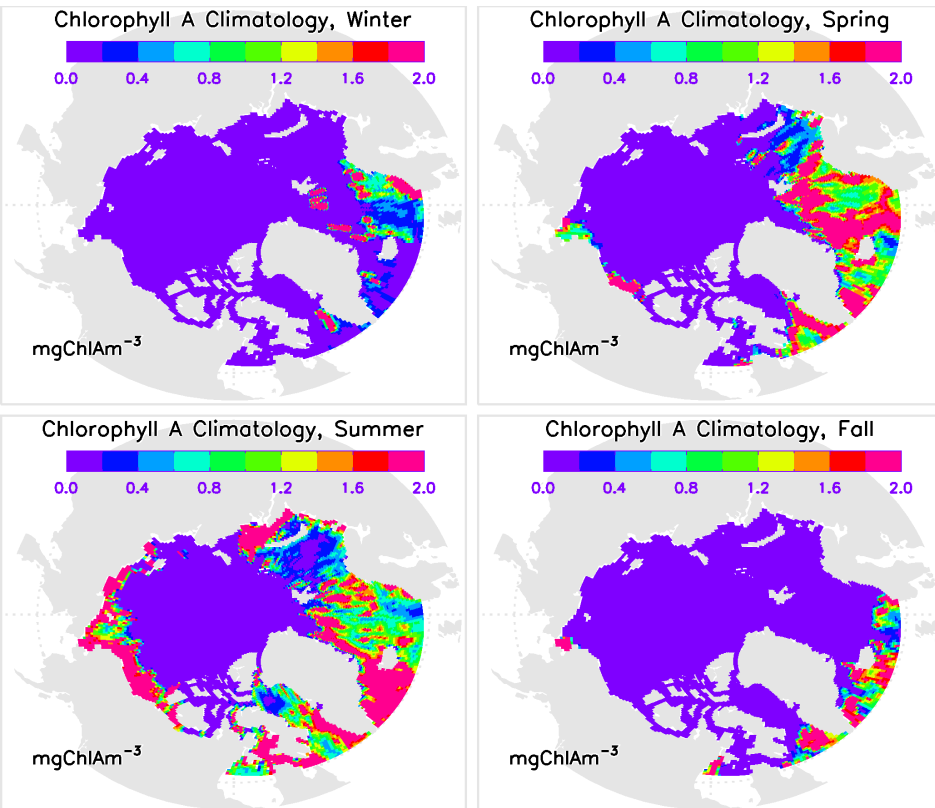 Chlorophyll A Climatology, Winter
0.0 0.4 0.8 1.2 1.6 2.0
mgChlAm⁻³
Chlorophyll A Climatology, Spring
0.0 0.4 0.8 1.2 1.6 2.0
mgChlAm⁻³
Chlorophyll A Climatology, Summer
0.0 0.4 0.8 1.2 1.6 2.0
mgChlAm⁻³
Chlorophyll A Climatology, Fall
0.0 0.4 0.8 1.2 1.6 2.0
mgChlAm⁻³